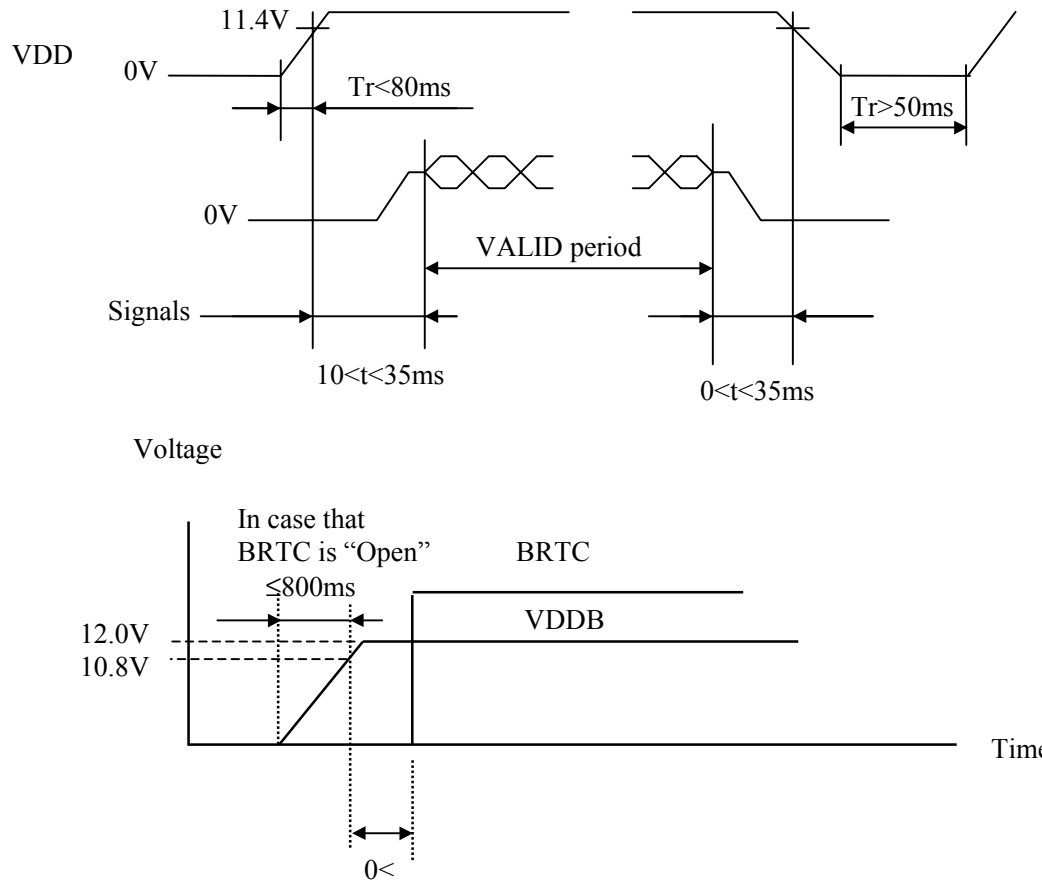 11.4V
VDD
0V
Tr<80ms
Tr>50ms
0V
VALID period
Signals
10<t<35ms
0<t<35ms
Voltage
In case that
BRTC is “Open”
≤800ms
BRTC
VDDB
12.0V
10.8V
Time
0<